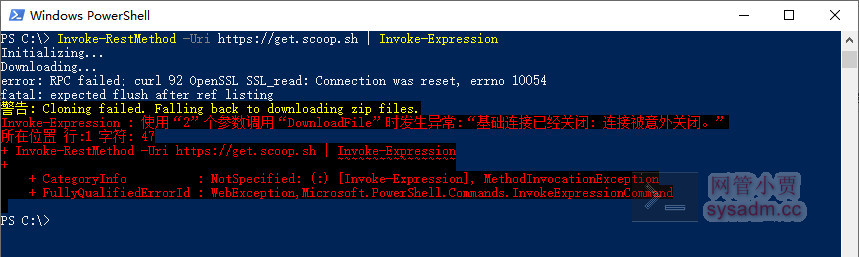 Windows PowerShell
PS C:\> Invoke-RestMethod -Uri https://get.scoop.sh | Invoke-Expression
Initializing...
Downloading...
error: RPC failed; curl 92 OpenSSL SSL_read: Connection was reset, errno 10054
fatal: expected flush after ref listing
警告: Cloning failed. Falling back to downloading zip files.
Invoke-Expression : 使用“2”个参数调用“DownloadFile”时发生异常:“基础连接已经关闭: 连接被意外关闭。”
所在位置 行:1 字符: 47
+ Invoke-RestMethod -Uri https://get.scoop.sh | Invoke-Expression
+                                               ~~~~~~~~~~~~~~~~~
    + CategoryInfo          : NotSpecified: (:) [Invoke-Expression], MethodInvocationException
    + FullyQualifiedErrorId : WebException,Microsoft.PowerShell.Commands.InvokeExpressionCommand
PS C:\>
网管小贾
sysadm.cc